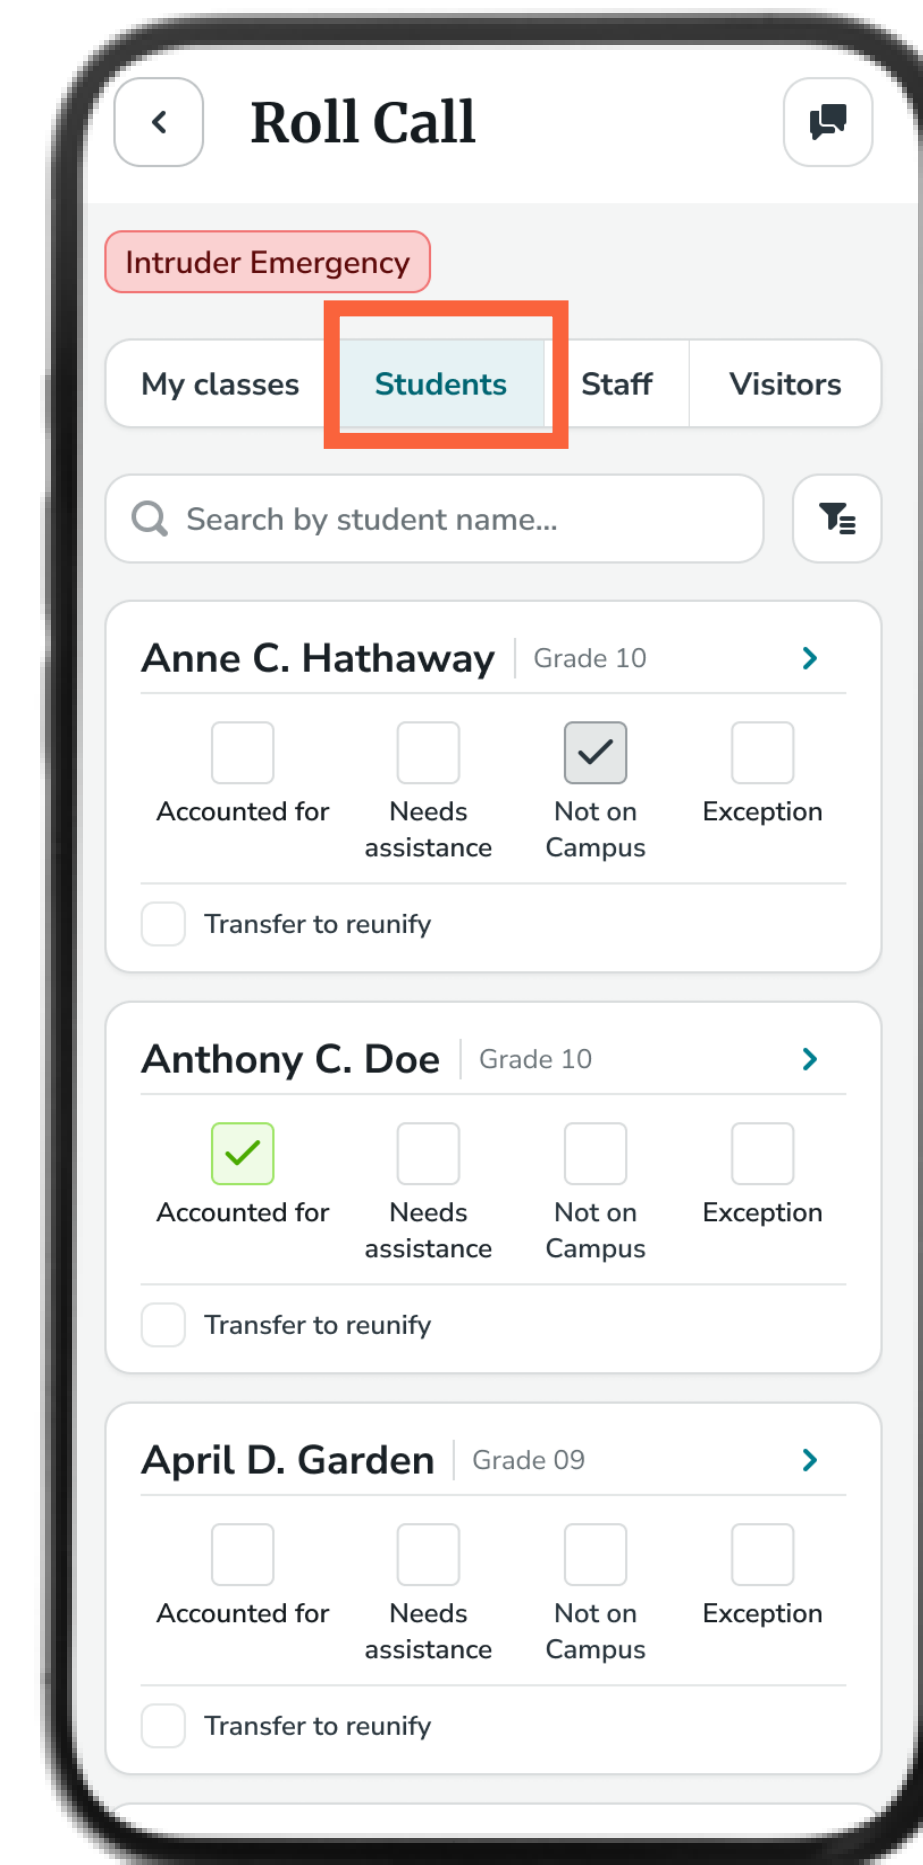 Roll Call
Intruder Emergency
My classes Students Staff Visitors
Search by student name...
Anne C. Hathaway Grade 10
Accounted for Needs assistance Not on Campus Exception
Transfer to reunify
Anthony C. Doe Grade 10
Accounted for Needs assistance Not on Campus Exception
Transfer to reunify
April D. Garden Grade 09
Accounted for Needs assistance Not on Campus Exception
Transfer to reunify